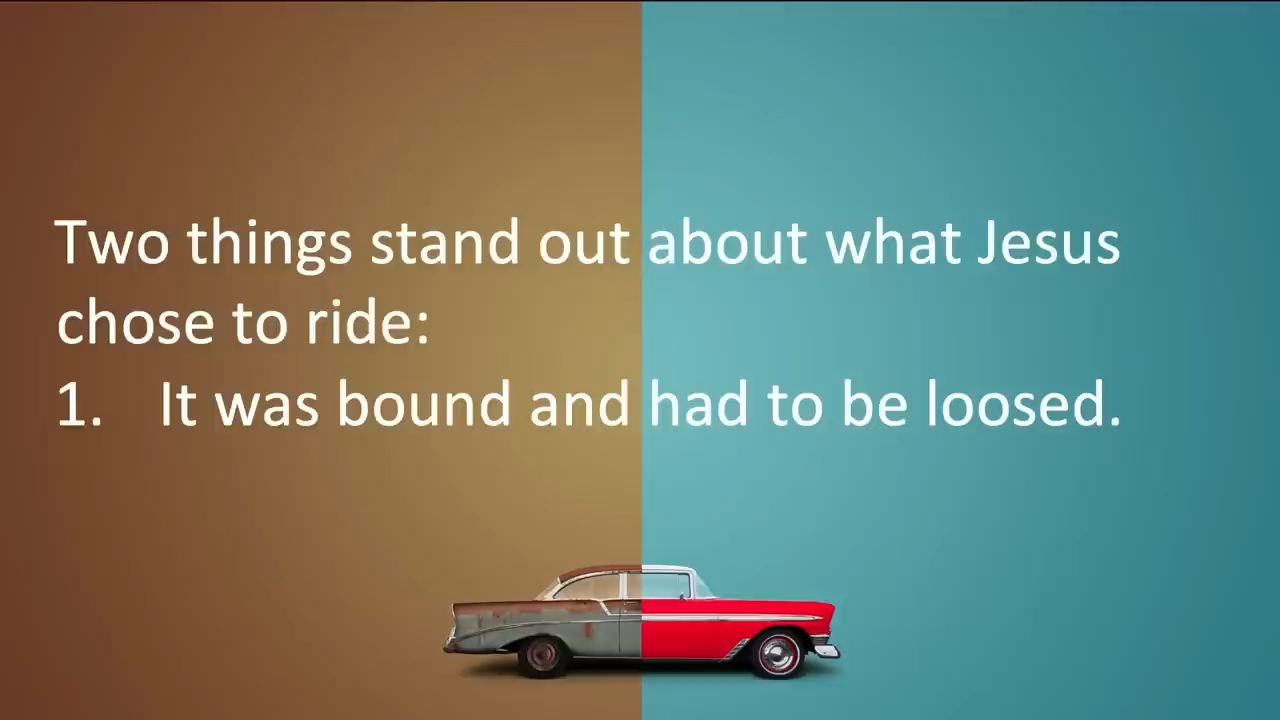 Two things stand out about what Jesus
chose to ride:
1. It was bound and had to be loosed.